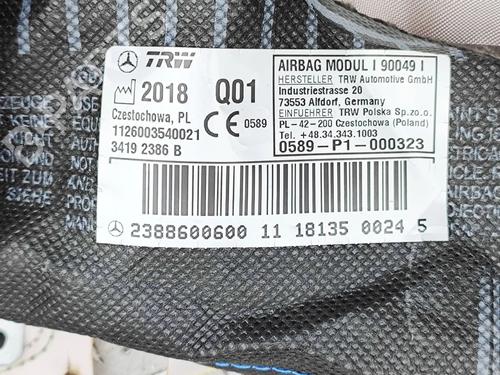 TRW
2018 Q01
Czestochowa, PL
1126003540021
3419 2386 B
CE 0589
AIRBAG MODUL I 90049 I
HERSTELLER TRW Automotive GmbH
Industriestrasse 20
73553 Alfdorf, Germany
EINFUEHRER TRW Polska Sp.zo.o.
PL-42-200 Czestochowa (Poland)
Tel.+48.34.343.1003
0589-P1-000323
2388600600 11 18135 0024 5